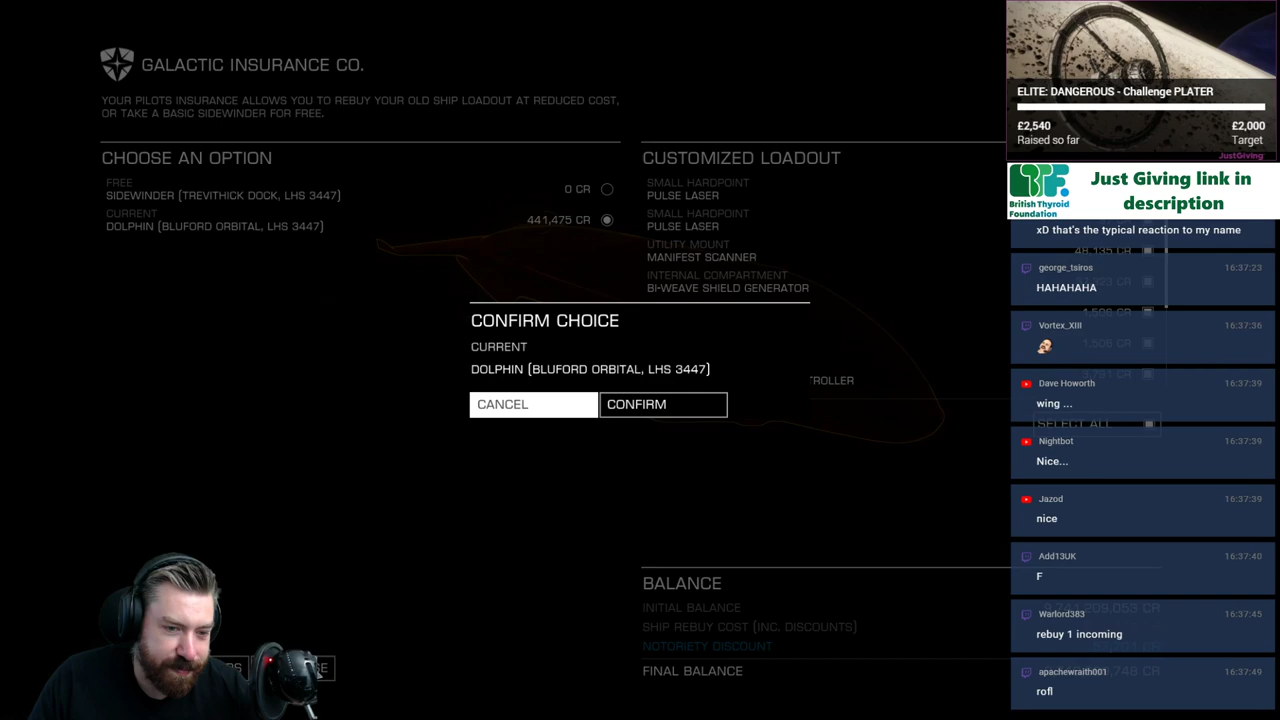 GALACTIC INSURANCE CO.
YOUR PILOTS INSURANCE ALLOWS YOU TO REBUY YOUR OLD SHIP LOADOUT AT REDUCED COST,
OR TAKE A BASIC SIDEWINDER FOR FREE.
CHOOSE AN OPTION
FREE
SIDEWINDER (TREVITHICK DOCK, LHS 3447)
0 CR
CURRENT
DOLPHIN (BLUFORD ORBITAL, LHS 3447)
441,475 CR
CUSTOMIZED LOADOUT
SMALL HARDPOINT
PULSE LASER
SMALL HARDPOINT
PULSE LASER
UTILITY MOUNT
MANIFEST SCANNER
INTERNAL COMPARTMENT
BI-WEAVE SHIELD GENERATOR
CONFIRM CHOICE
CURRENT
DOLPHIN (BLUFORD ORBITAL, LHS 3447)
CANCEL
CONFIRM
SELECT ALL
BALANCE
INITIAL BALANCE
SHIP REBUY COST (INC. DISCOUNTS)
NOTORIETY DISCOUNT
FINAL BALANCE
ELITE: DANGEROUS - Challenge PLATER
£2,540
£2,000
Raised so far
Target
JustGiving
BTF
British Thyroid
Foundation
Just Giving link in
description
xD that's the typical reaction to my name
george_tsiros 16:37:23
HAHAHAHA
Vortex_XIII 16:37:36
Dave Howorth 16:37:39
wing ...
Nightbot 16:37:39
Nice...
Jazod 16:37:39
nice
Add13UK 16:37:40
F
Warlord383 16:37:45
rebuy 1 incoming
apachewraith001 16:37:49
rofl